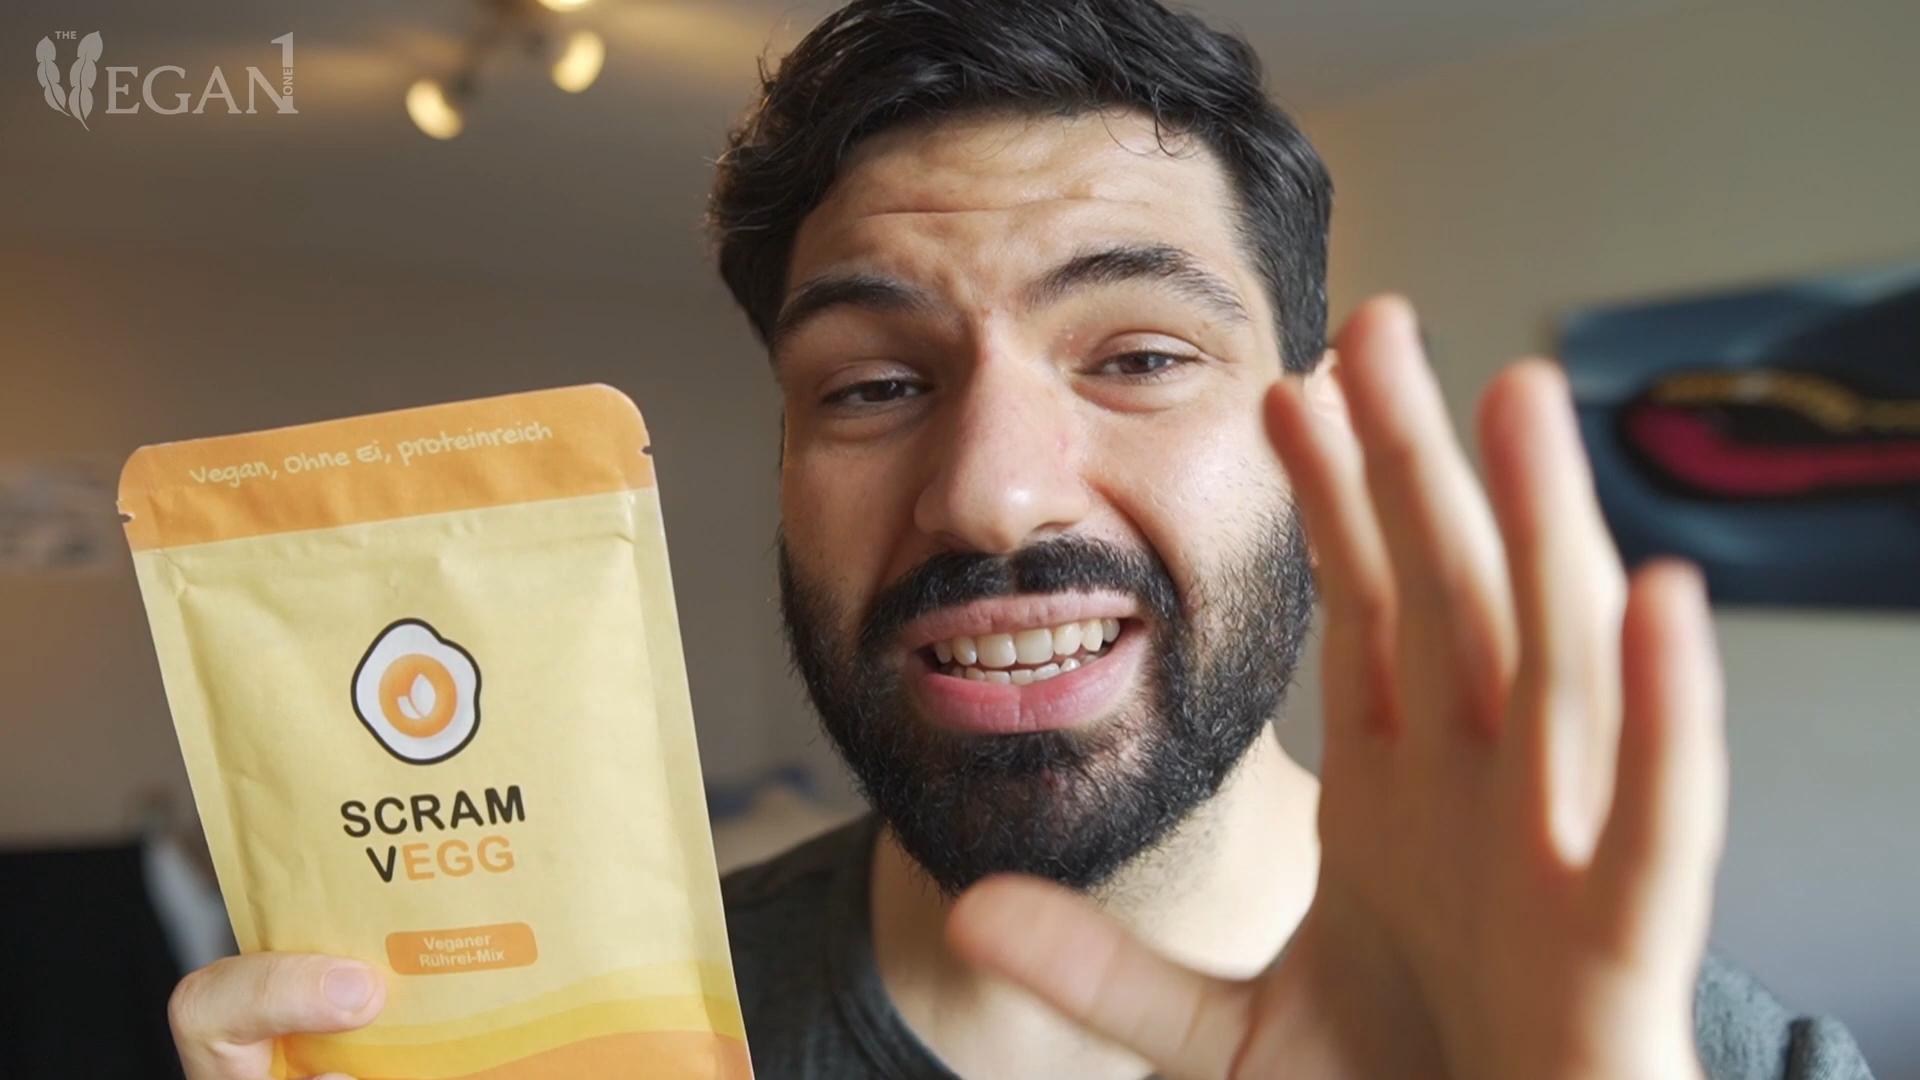 THE
VEGAN
ONE
1
Vegan, Ohne Ei, proteinreich
SCRAM
VEGG
Veganer
Rührei-Mix